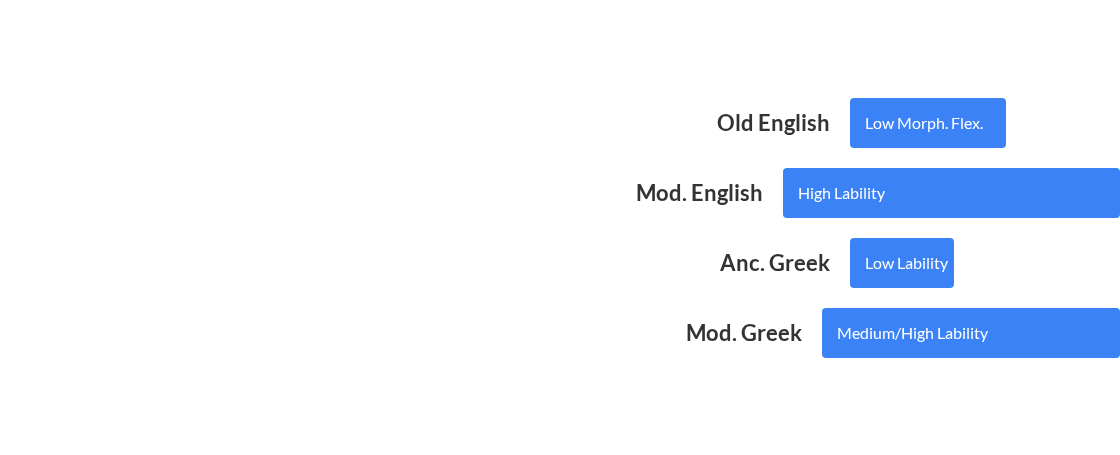 Old English Low Morph. Flex.
Mod. English High Lability
Anc. Greek Low Lability
Mod. Greek Medium/High Lability